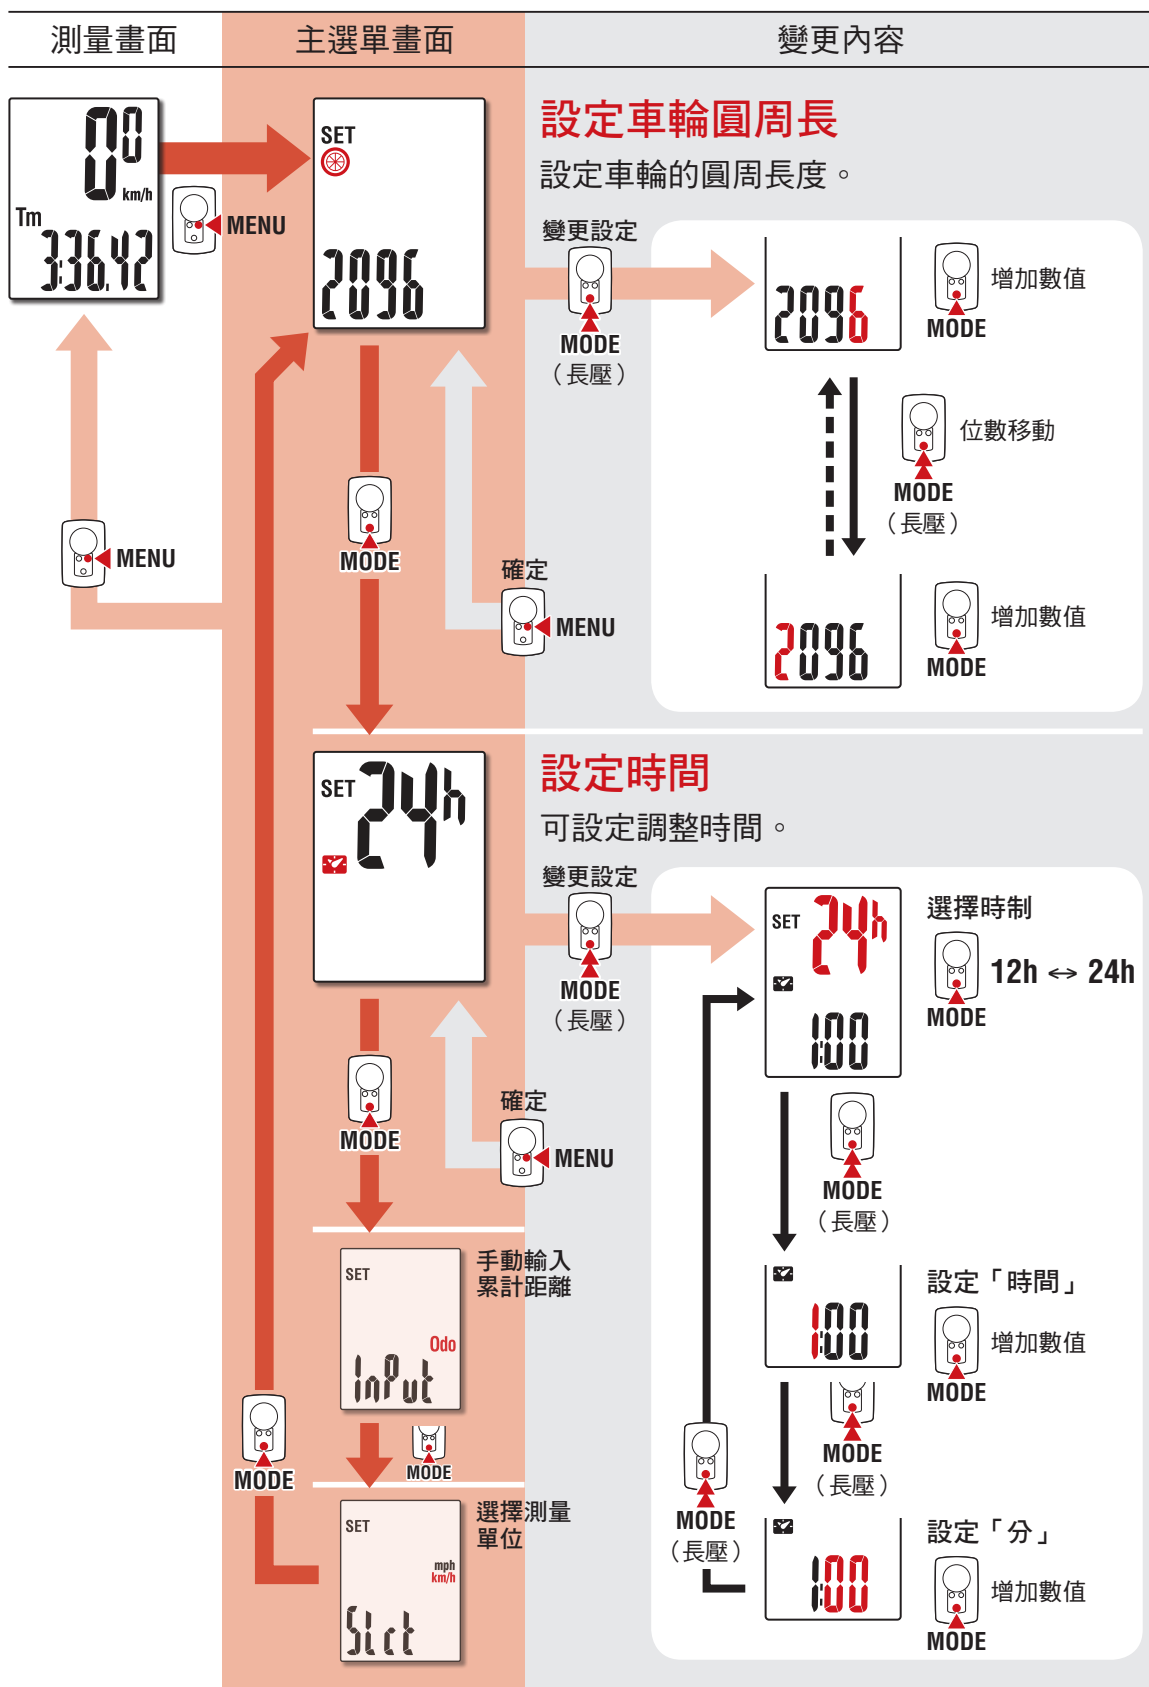 測量畫面
主選單畫面
變更內容
0⁰
km/h
Tm
3:36.42
MENU
SET
2096
設定車輪圓周長
設定車輪的圓周長度。
變更設定
MODE
（長壓）
2096
增加數值
MODE
位數移動
MODE
（長壓）
2096
增加數值
MODE
MENU
MODE
確定
MENU
SET
24h
設定時間
可設定調整時間。
變更設定
MODE
（長壓）
SET
24h
1:00
選擇時制
12h ↔ 24h
MODE
MODE
（長壓）
1:00
設定「時間」
增加數值
MODE
MODE
（長壓）
MODE
（長壓）
1:00
設定「分」
增加數值
MODE
MODE
確定
MENU
SET
Odo
InPut
手動輸入
累計距離
MODE
MODE
SET
mph
km/h
Slct
選擇測量
單位